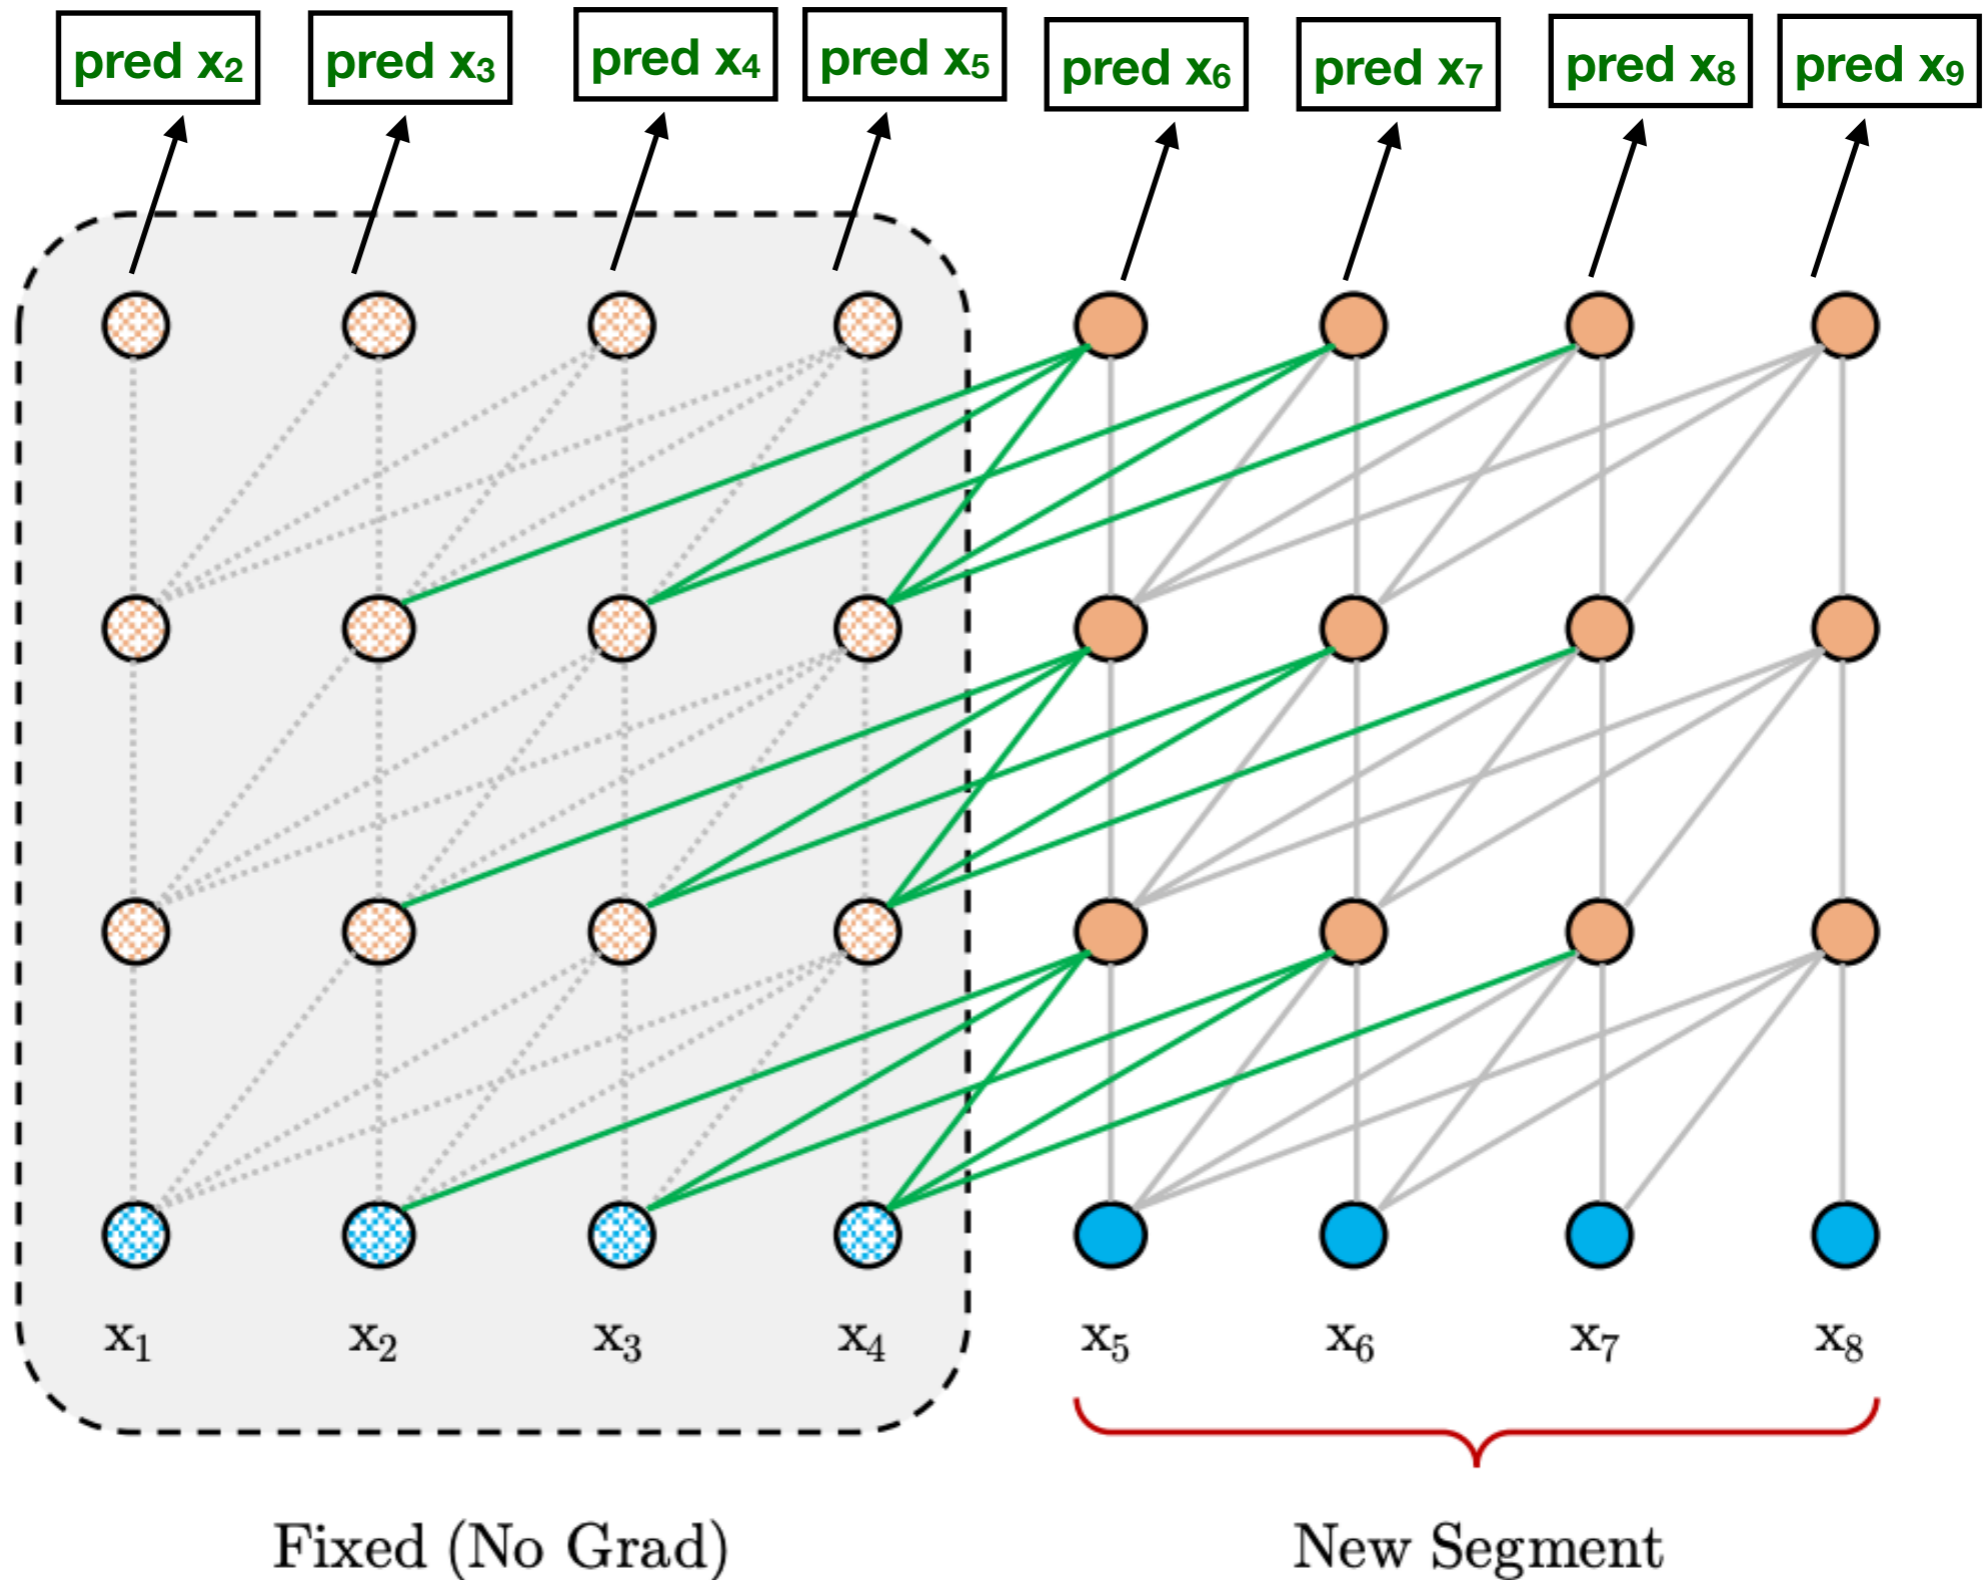 pred x₂
pred x₃
pred x₄
pred x₅
pred x₆
pred x₇
pred x₈
pred x₉
x₁
x₂
x₃
x₄
x₅
x₆
x₇
x₈
Fixed (No Grad)
New Segment